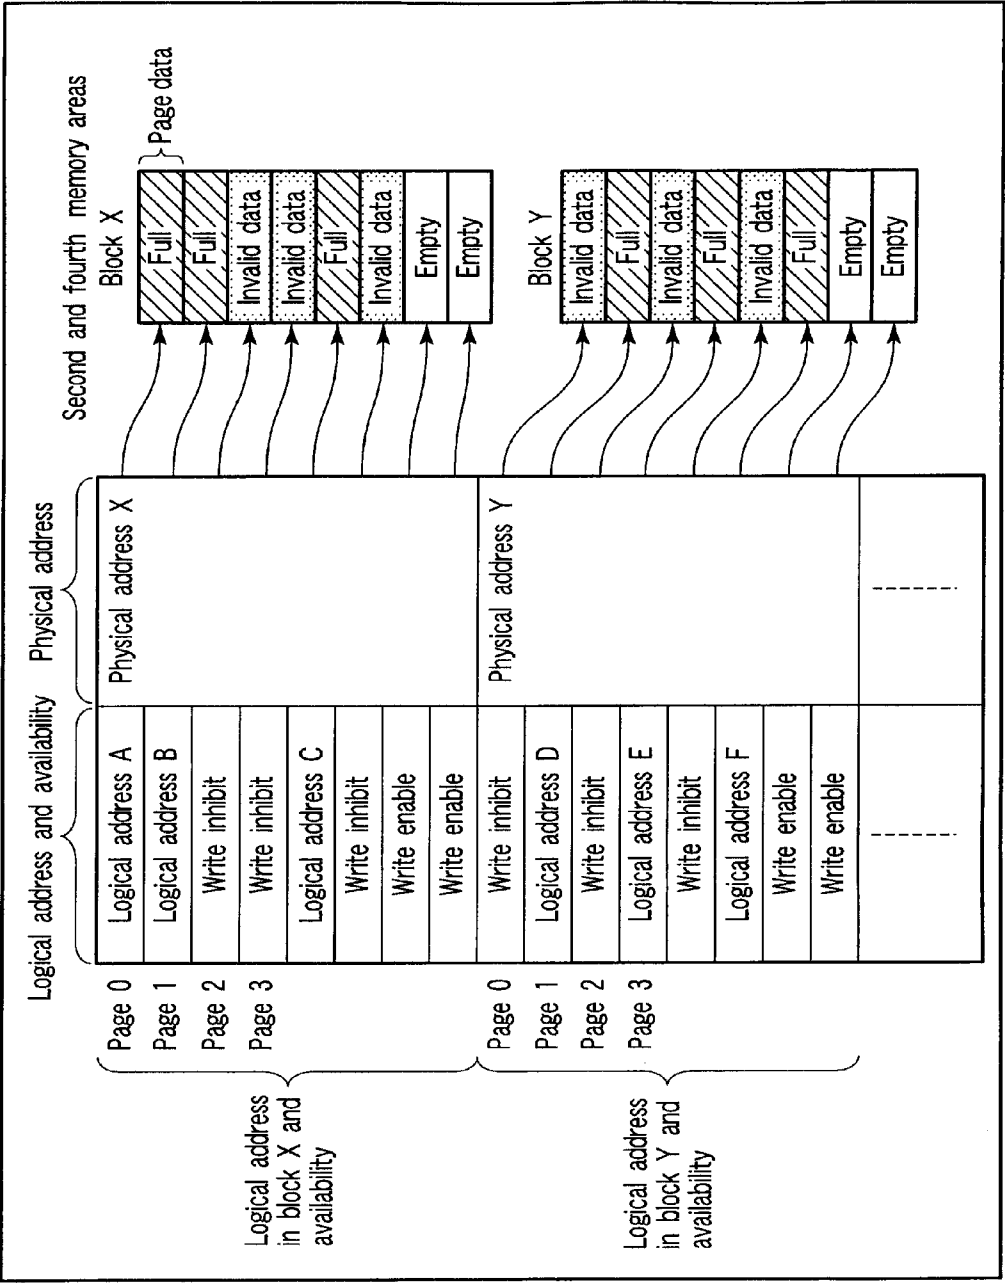 Logical address and availability
Physical address
Second and fourth memory areas
Logical address
in block X and
availability
Page 0
Page 1
Page 2
Page 3
Logical address A
Logical address B
Write inhibit
Write inhibit
Logical address C
Write inhibit
Write enable
Write enable
Physical address X
Block X
Page data
Full
Full
Invalid data
Invalid data
Full
Invalid data
Empty
Empty
Logical address
in block Y and
availability
Page 0
Page 1
Page 2
Page 3
Write inhibit
Logical address D
Write inhibit
Logical address E
Write inhibit
Logical address F
Write enable
Write enable
Physical address Y
Block Y
Invalid data
Full
Invalid data
Full
Invalid data
Full
Empty
Empty